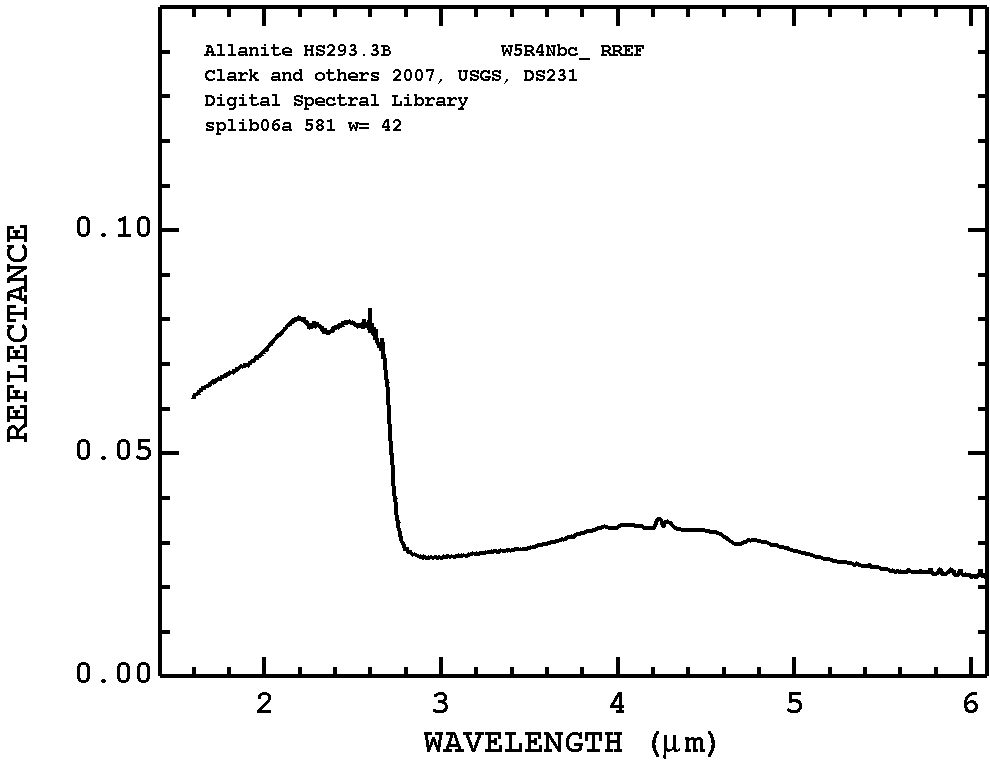 Allanite HS293.3B W5R4Nbc_ RREF
Clark and others 2007, USGS, DS231
Digital Spectral Library
splib06a 581 w= 42
REFLECTANCE
0.10
0.05
0.00
2 3 4 5 6
WAVELENGTH (μm)